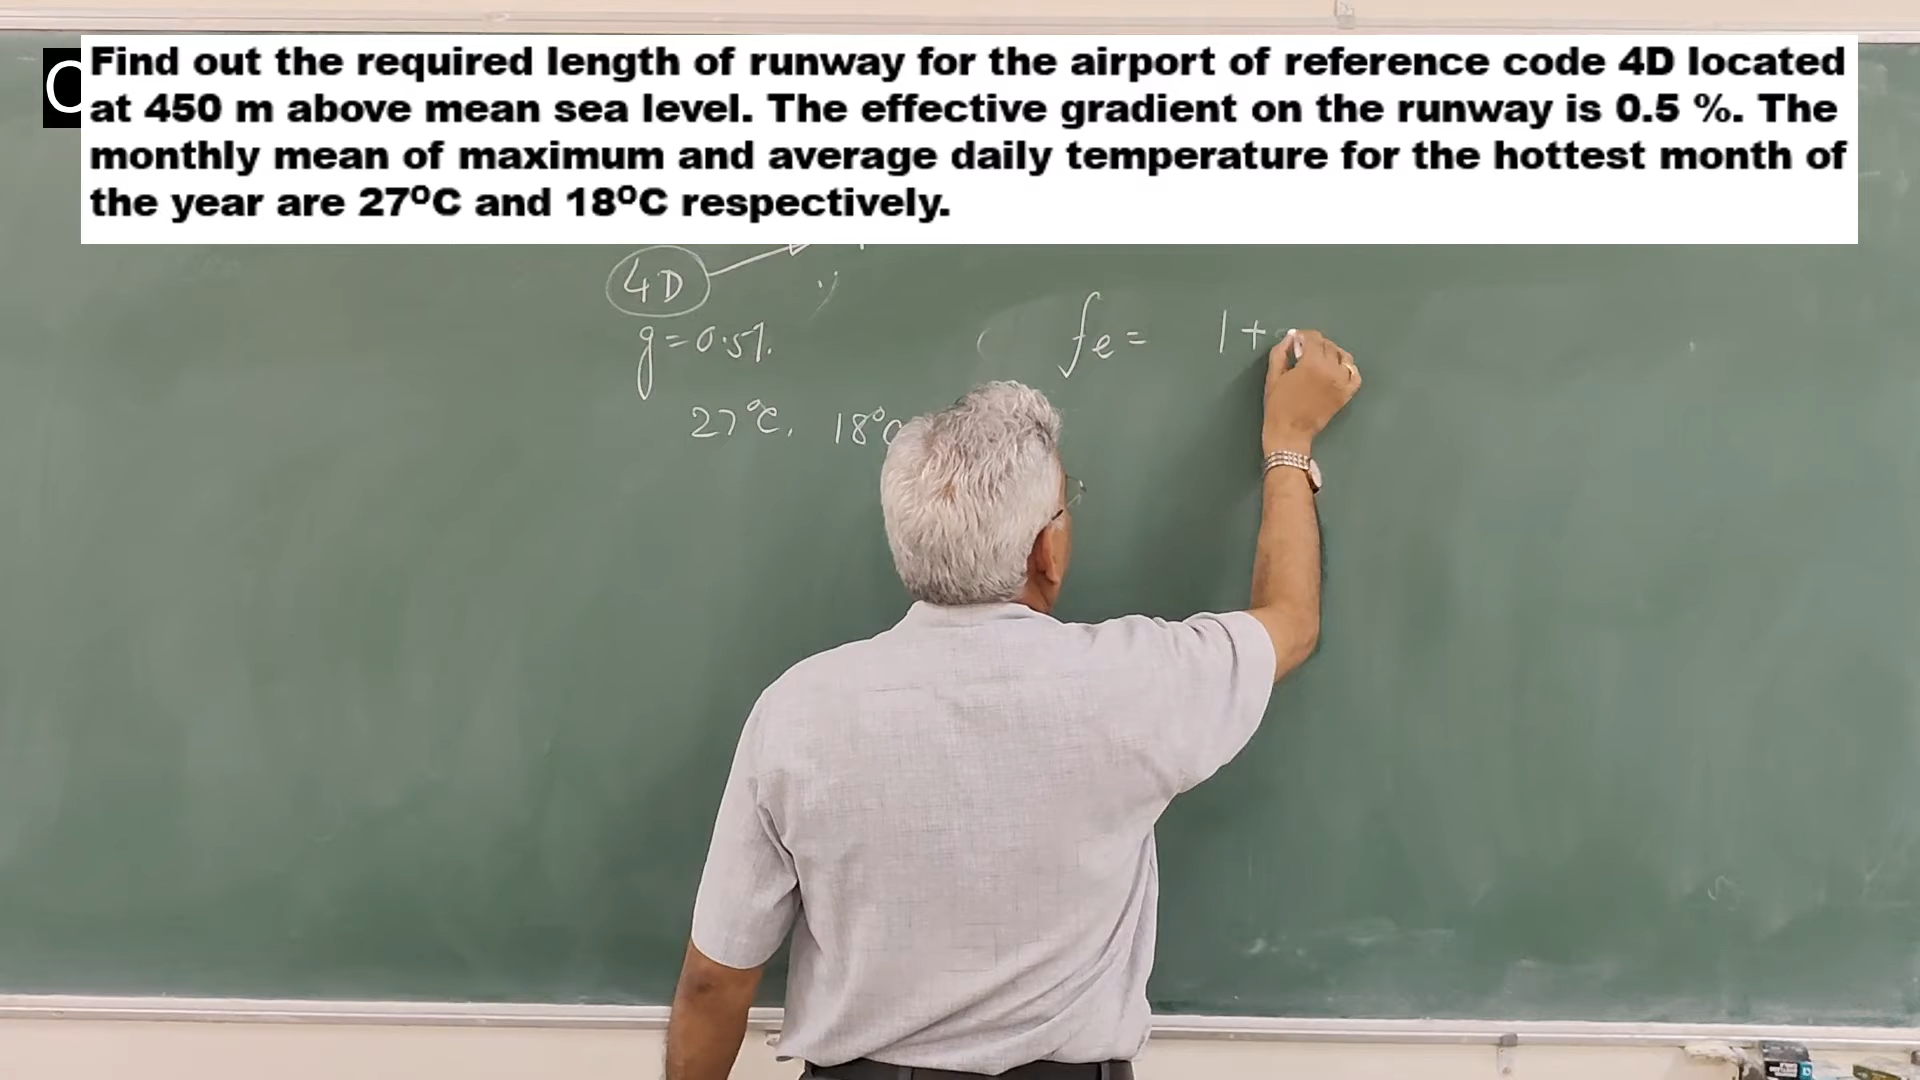 Find out the required length of runway for the airport of reference code 4D located
at 450 m above mean sea level. The effective gradient on the runway is 0.5 %. The
monthly mean of maximum and average daily temperature for the hottest month of
the year are 27⁰C and 18⁰C respectively.
4D
g = 0.5%.
fe = 1 +
27°C, 18°C